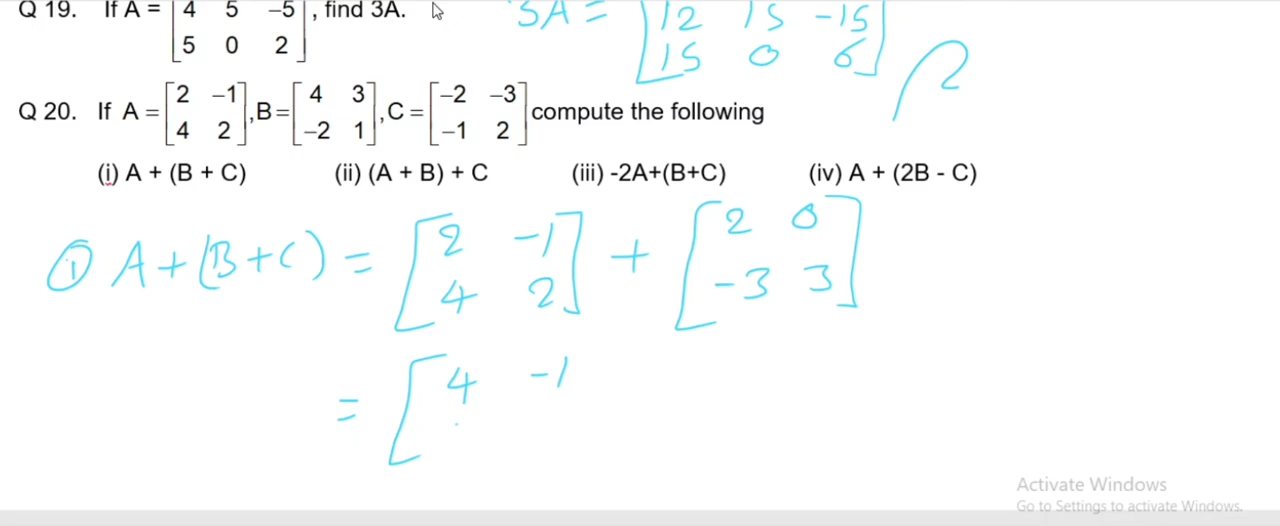 Q 19. If A = [4 5 −5], find 3A. 3A = [12 15 −15]
[5 0 2] [15 0 6]
Q 20. If A = [2 −1; 4 2], B = [4 3; −2 1], C = [−2 −3; −1 2] compute the following
(i) A + (B + C) (ii) (A + B) + C (iii) -2A+(B+C) (iv) A + (2B - C)
(i) A + (B + C) = [2 −1; 4 2] + [2 0; −3 3]
= [4 −1
Activate Windows
Go to Settings to activate Windows.